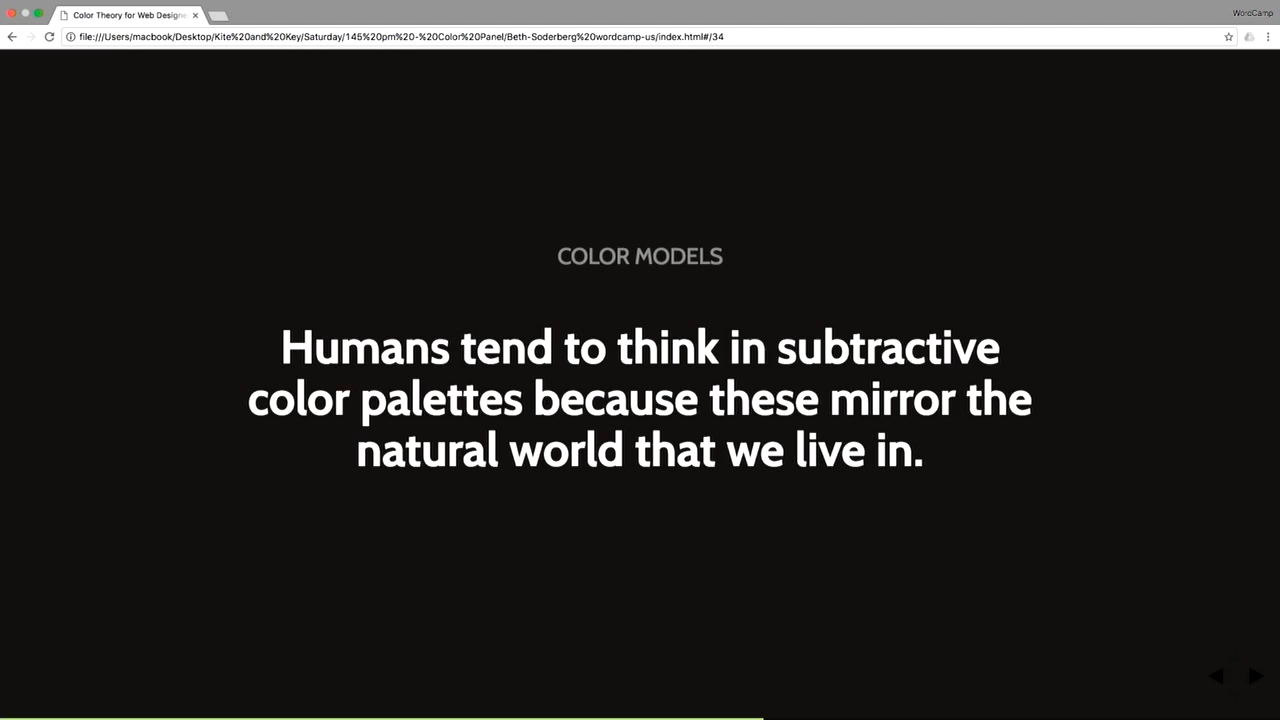 Color Theory for Web Designe
WordCamp
file:///Users/macbook/Desktop/Kite%20and%20Key/Saturday/145%20pm%20-%20Color%20Panel/Beth-Soderberg%20wordcamp-us/index.html#/34
COLOR MODELS
Humans tend to think in subtractive
color palettes because these mirror the
natural world that we live in.